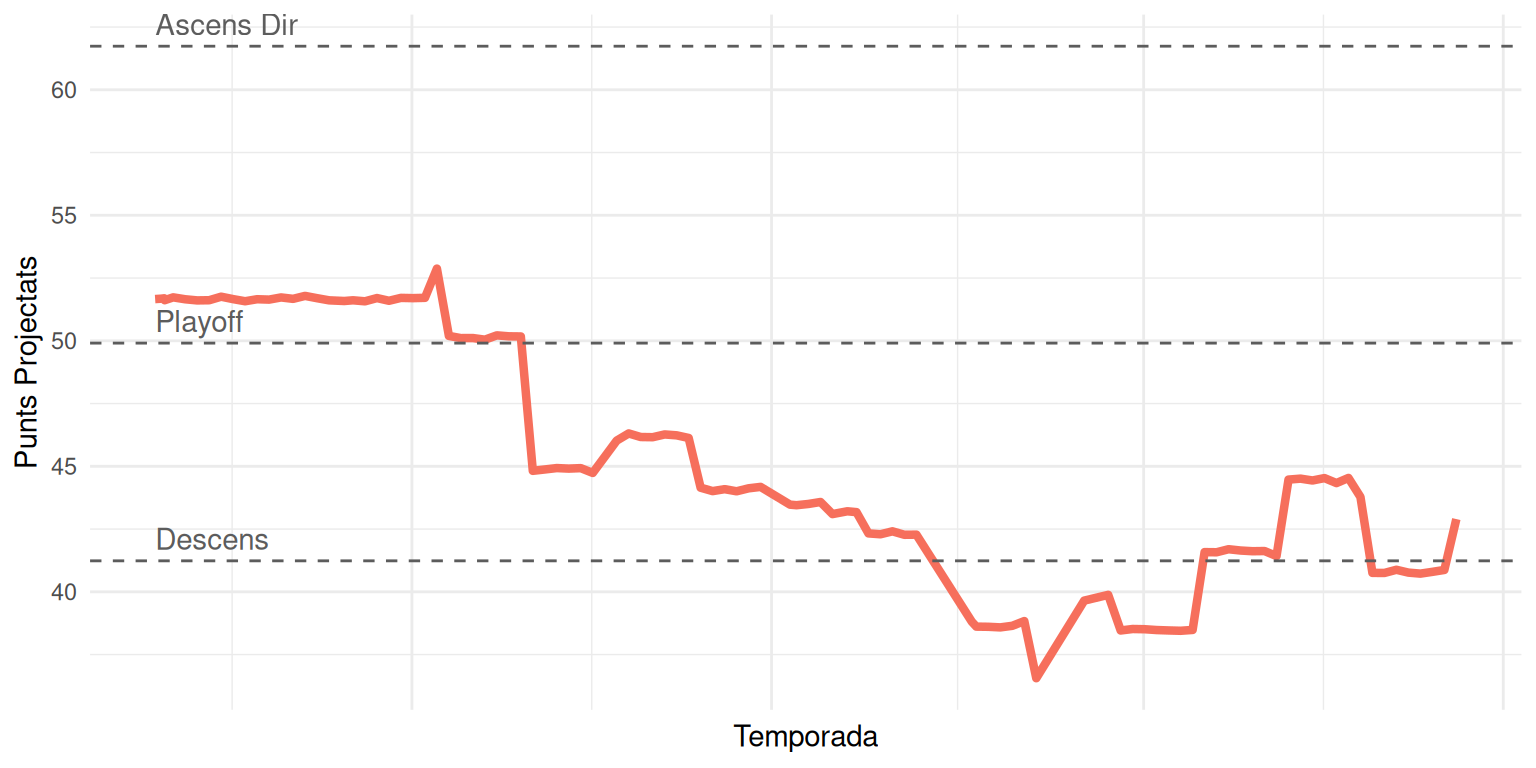 Ascens Dir
60
55
Playoff
50
45
Descens
40
Punts Projectats
Temporada